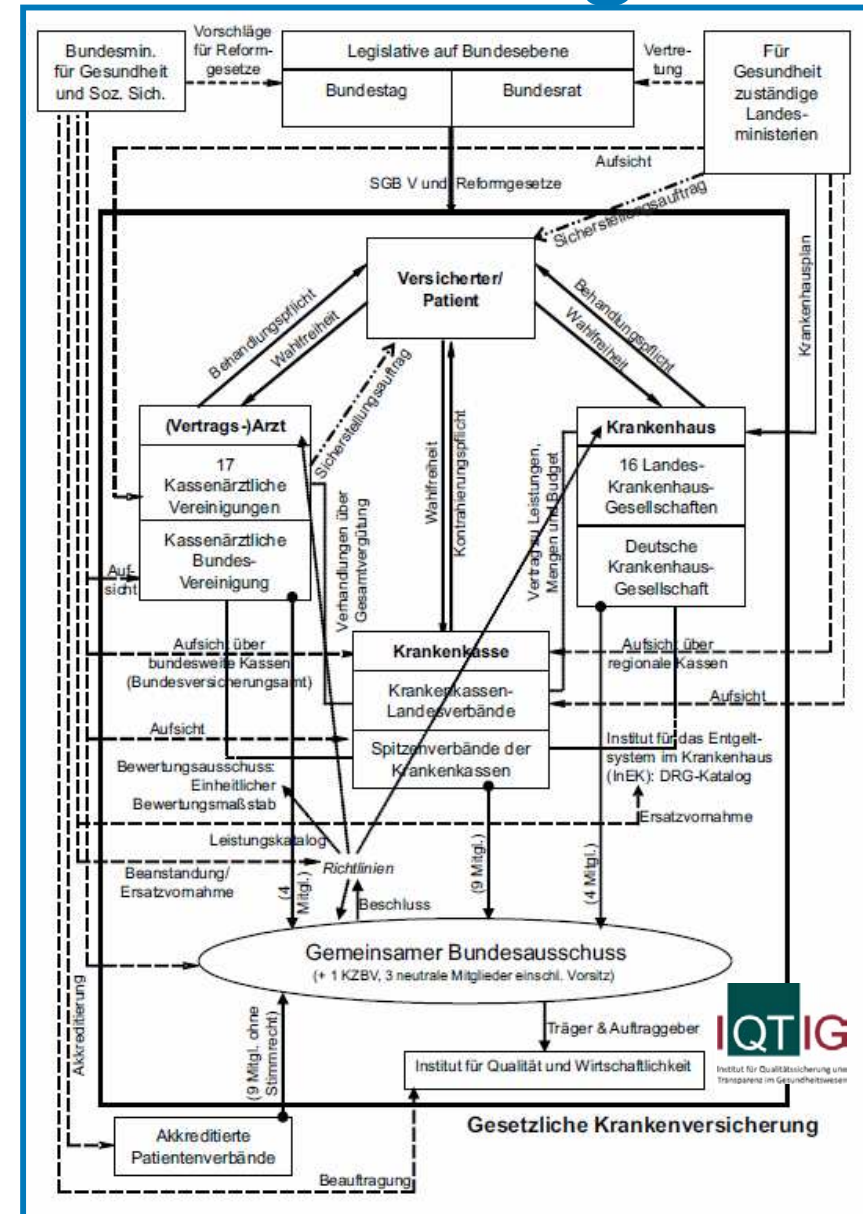 Bundesmin.
für Gesundheit
und Soz. Sich.
Vorschläge
für Reform-
gesetze
Legislative auf Bundesebene
Bundestag
Bundesrat
Vertre-
tung
Für
Gesundheit
zuständige
Landes-
ministerien
Aufsicht
SGB V und Reformgesetze
Sicherstellungsauftrag
Krankenhausplan
Versicherter/
Patient
Behandlungspflicht
Wahlfreiheit
Behandlungspflicht
Wahlfreiheit
Sicherstellungsauftrag
(Vertrags-)Arzt
17
Kassenärztliche
Vereinigungen
Kassenärztliche
Bundes-
Vereinigung
Wahlfreiheit
Kontrahierungspflicht
Verhandlungen über
Gesamtvergütung
Vertrag zu Leistungen,
Mengen und Budget
Krankenhaus
16 Landes-
Krankenhaus-
Gesellschaften
Deutsche
Krankenhaus-
Gesellschaft
Auf-
sicht
Aufsicht über
bundesweite Kassen
(Bundesversicherungsamt)
Krankenkasse
Krankenkassen-
Landesverbände
Spitzenverbände der
Krankenkassen
Aufsicht über
regionale Kassen
Aufsicht
Aufsicht
Bewertungsausschuss:
Einheitlicher
Bewertungsmaßstab
Institut für das Entgelt-
system im Krankenhaus
(InEK): DRG-Katalog
Ersatzvornahme
Leistungskatalog
Richtlinien
Beanstandung/
Ersatzvornahme
(4
Mitgl.)
Beschluss
(9 Mitgl.)
(4 Mitgl.)
Gemeinsamer Bundesausschuss
(+ 1 KZBV, 3 neutrale Mitglieder einschl. Vorsitz)
Akkreditierung
(9 Mitgl. ohne
Stimmrecht)
Träger & Auftraggeber
Institut für Qualität und Wirtschaftlichkeit
IQTIG
Institut für Qualitätssicherung und
Transparenz im Gesundheitswesen
Gesetzliche Krankenversicherung
Akkreditierte
Patientenverbände
Beauftragung